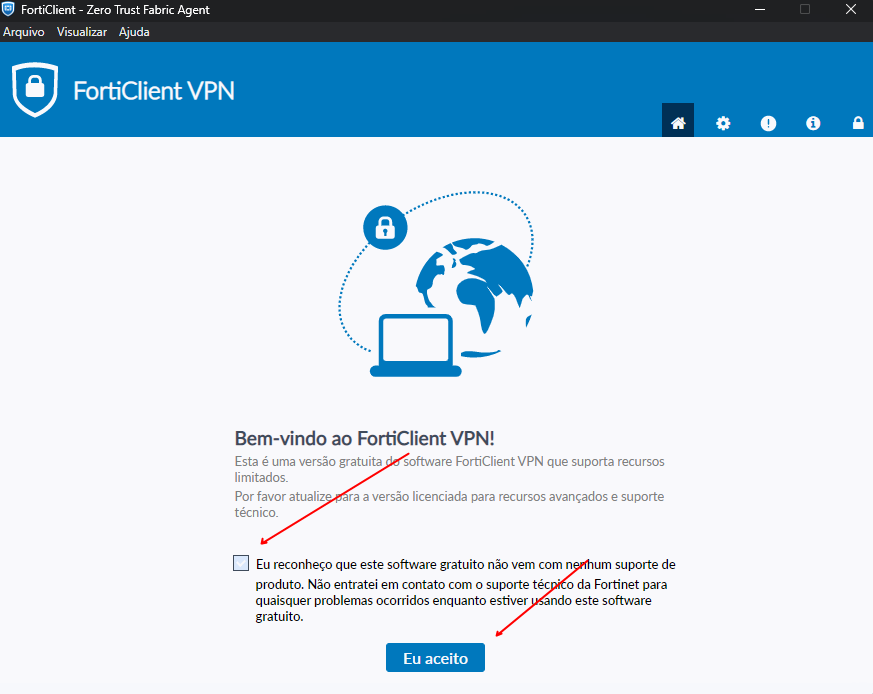 FortiClient - Zero Trust Fabric Agent
Arquivo Visualizar Ajuda
FortiClient VPN
Bem-vindo ao FortiClient VPN!
Esta é uma versão gratuita do software FortiClient VPN que suporta recursos
limitados.
Por favor atualize para a versão licenciada para recursos avançados e suporte
técnico.
Eu reconheço que este software gratuito não vem com nenhum suporte de
produto. Não entratei em contato com o suporte técnico da Fortinet para
quaisquer problemas ocorridos enquanto estiver usando este software
gratuito.
Eu aceito